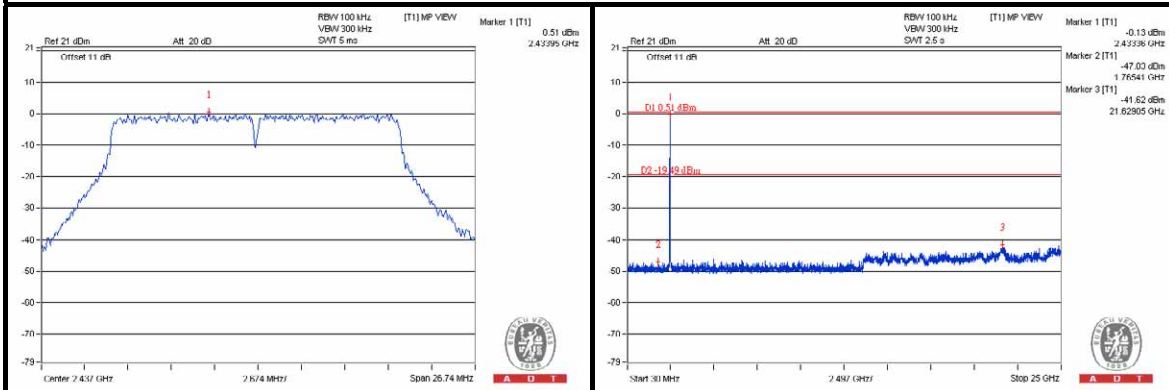 RBW 100 kHz [T1] MP VIEW
VBW 300 kHz
Ref 21 dBm Att 20 dB SWT 5 ms
Marker 1 [T1]
0.51 dBm
2.43395 GHz
Offset 11 dB
21
10
0
-10
-20
-30
-40
-50
-60
-70
-79
1
Center 2.437 GHz 2.674 MHz/ Span 26.74 MHz
BUREAU VERITAS
1828
A D T
RBW 100 kHz [T1] MP VIEW
VBW 300 kHz
Ref 21 dBm Att 20 dB SWT 2.5 s
Marker 1 [T1]
-0.13 dBm
2.43336 GHz
Marker 2 [T1]
-47.03 dBm
1.76541 GHz
Marker 3 [T1]
-41.62 dBm
21.62905 GHz
Offset 11 dB
21
10
0
-10
-20
-30
-40
-50
-60
-70
-79
1
D1 0.51 dBm
D2 -19.49 dBm
2
3
Start 30 MHz 2.497 GHz/ Stop 25 GHz
BUREAU VERITAS
1828
A D T